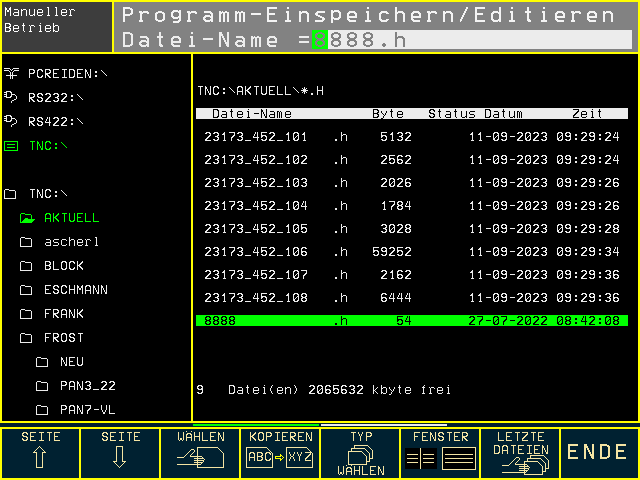 Manueller
Betrieb
Programm-Einspeichern/Editieren
Datei-Name =8888.h
PCREIDEN:\
RS232:\
RS422:\
TNC:\
TNC:\
AKTUELL
ascherl
BLOCK
ESCHMANN
FRANK
FROST
NEU
PAN3_22
PAN7-VL
TNC:\AKTUELL\*.H
Datei-Name Byte Status Datum Zeit
23173_452_101 .h 5132 11-09-2023 09:29:24
23173_452_102 .h 2562 11-09-2023 09:29:24
23173_452_103 .h 2026 11-09-2023 09:29:26
23173_452_104 .h 1784 11-09-2023 09:29:26
23173_452_105 .h 3028 11-09-2023 09:29:28
23173_452_106 .h 59252 11-09-2023 09:29:34
23173_452_107 .h 2162 11-09-2023 09:29:36
23173_452_108 .h 6444 11-09-2023 09:29:36
8888 .h 54 27-07-2022 08:42:08
9 Datei(en) 2065632 kbyte frei
SEITE
SEITE
WÄHLEN
KOPIEREN
ABC XYZ
TYP
WÄHLEN
FENSTER
LETZTE
DATEIEN
ENDE